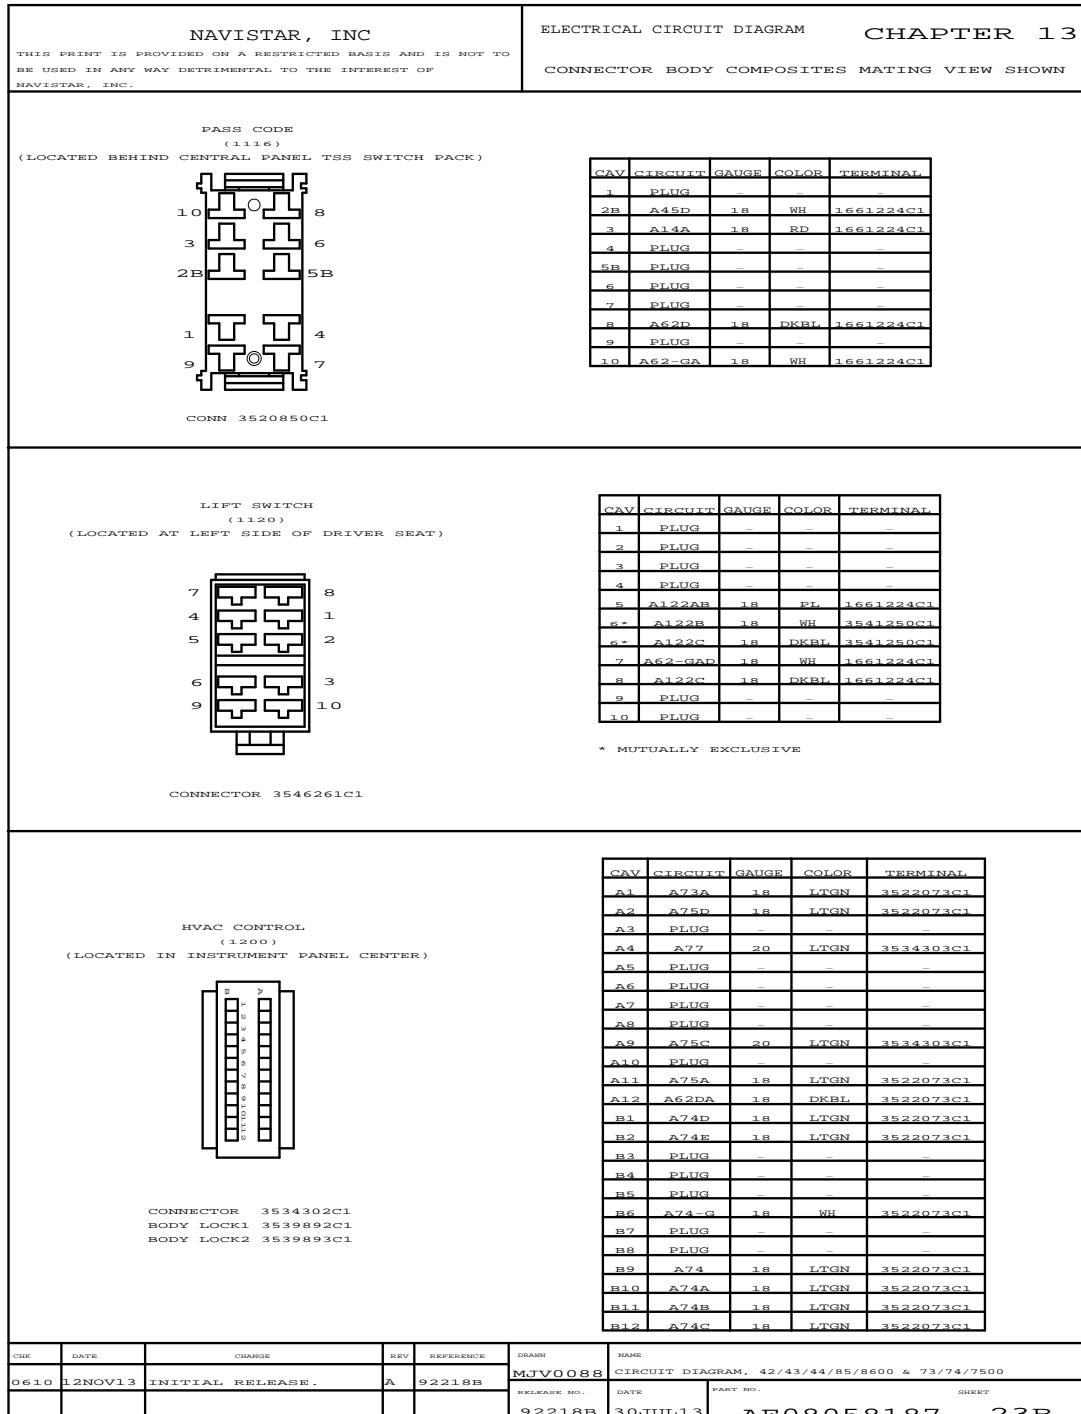 NAVISTAR, INC
THIS PRINT IS PROVIDED ON A RESTRICTED BASIS AND IS NOT TO
BE USED IN ANY WAY DETRIMENTAL TO THE INTEREST OF
NAVISTAR, INC.
ELECTRICAL CIRCUIT DIAGRAM CHAPTER 13
CONNECTOR BODY COMPOSITES MATING VIEW SHOWN
PASS CODE
(1116)
(LOCATED BEHIND CENTRAL PANEL TSS SWITCH PACK)
10 8
3 6
2B 5B
1 4
9 7
CONN 3520850C1
CAV CIRCUIT GAUGE COLOR TERMINAL
1 PLUG – – –
2B A45D 18 WH 1661224C1
3 A14A 18 RD 1661224C1
4 PLUG – – –
5B PLUG – – –
6 PLUG – – –
7 PLUG – – –
8 A62D 18 DKBL 1661224C1
9 PLUG – – –
10 A62-GA 18 WH 1661224C1
LIFT SWITCH
(1120)
(LOCATED AT LEFT SIDE OF DRIVER SEAT)
7 8
4 1
5 2
6 3
9 10
CONNECTOR 3546261C1
CAV CIRCUIT GAUGE COLOR TERMINAL
1 PLUG – – –
2 PLUG – – –
3 PLUG – – –
4 PLUG – – –
5 A122AB 18 PL 1661224C1
6* A122B 18 WH 3541250C1
6* A122C 18 DKBL 3541250C1
7 A62-GAD 18 WH 1661224C1
8 A122C 18 DKBL 1661224C1
9 PLUG – – –
10 PLUG – – –
* MUTUALLY EXCLUSIVE
HVAC CONTROL
(1200)
(LOCATED IN INSTRUMENT PANEL CENTER)
B A
1
2
3
4
5
6
7
8
9
10
11
12
CONNECTOR 3534302C1
BODY LOCK1 3539892C1
BODY LOCK2 3539893C1
CAV CIRCUIT GAUGE COLOR TERMINAL
A1 A73A 18 LTGN 3522073C1
A2 A75D 18 LTGN 3522073C1
A3 PLUG – – –
A4 A77 20 LTGN 3534303C1
A5 PLUG – – –
A6 PLUG – – –
A7 PLUG – – –
A8 PLUG – – –
A9 A75C 20 LTGN 3534303C1
A10 PLUG – – –
A11 A75A 18 LTGN 3522073C1
A12 A62DA 18 DKBL 3522073C1
B1 A74D 18 LTGN 3522073C1
B2 A74E 18 LTGN 3522073C1
B3 PLUG – – –
B4 PLUG – – –
B5 PLUG – – –
B6 A74-G 18 WH 3522073C1
B7 PLUG – – –
B8 PLUG – – –
B9 A74 18 LTGN 3522073C1
B10 A74A 18 LTGN 3522073C1
B11 A74B 18 LTGN 3522073C1
B12 A74C 18 LTGN 3522073C1
CHK DATE CHANGE REV REFERENCE
0610 12NOV13 INITIAL RELEASE. A 92218B
DRAWN
MJV0088
NAME
CIRCUIT DIAGRAM, 42/43/44/85/8600 & 73/74/7500
RELEASE NO. DATE PART NO. SHEET
92218B 30JUL13 AE08058187 33B